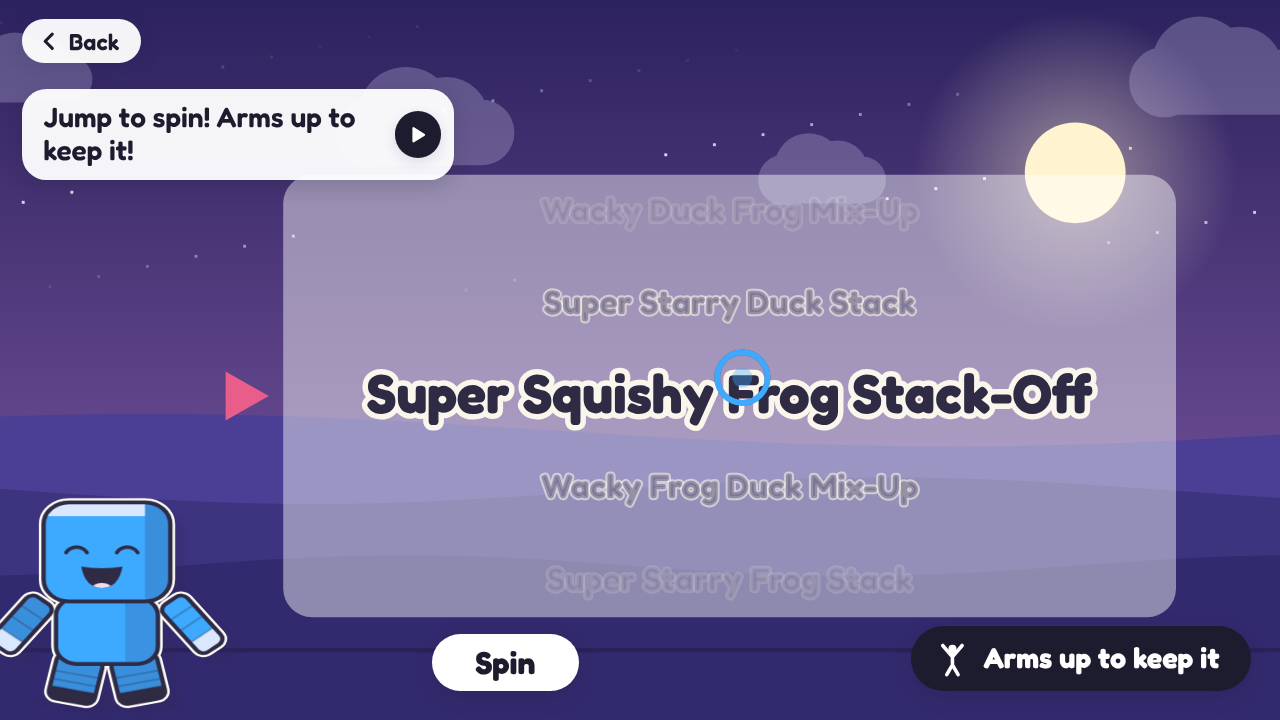 Back
Jump to spin! Arms up to
keep it!
Wacky Duck Frog Mix-Up
Super Starry Duck Stack
Super Squishy Frog Stack-Off
Wacky Frog Duck Mix-Up
Super Starry Frog Stack
Spin
Arms up to keep it